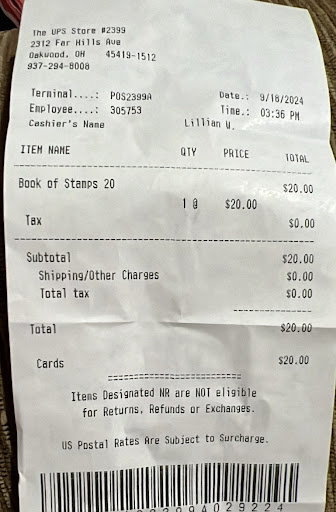 The UPS Store #2399
2312 Far Hills Ave
Oakwood, OH 45419-1512
937-294-8008
Terminal....: POS2399A Date.: 9/18/2024
Employee....: 305753 Time.: 03:36 PM
Cashier's Name Lillian W.
ITEM NAME QTY PRICE TOTAL
Book of Stamps 20 $20.00
1 @ $20.00
Tax $0.00
Subtotal $20.00
Shipping/Other Charges $0.00
Total tax $0.00
Total $20.00
Cards $20.00
Items Designated NR are NOT eligible
for Returns, Refunds or Exchanges.
US Postal Rates Are Subject to Surcharge.